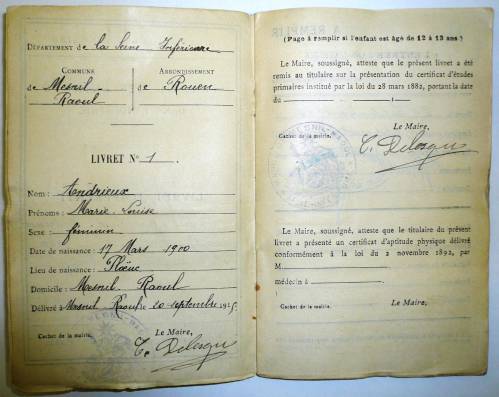 Département de la Seine Inférieure
Commune
Arrondissement
de Mesnil-
Raoul
de Rouen
LIVRET N° 1.
Nom : Andrieux
Prénoms : Marie Louise
Sexe : féminin
Date de naissance : 17 Mars 1900
Lieu de naissance : Plœuc
Domicile : Mesnil. Raoul
Délivré à Mesnil Raoul le 20 septembre
Cachet de la mairie.
Le Maire,
(Page à remplir si l'enfant est âgé de 12 à 13 ans)
Le Maire, soussigné, atteste que le présent livret a été
remis au titulaire sur la présentation du certificat d'études
primaires institué par la loi du 28 mars 1882, portant la date
du
Le Maire,
Cachet de la mairie.
Le Maire, soussigné, atteste que le titulaire du présent
livret a présenté un certificat d'aptitude physique délivré
conformément à la loi du 2 novembre 1892, par
M
médecin à
Le Maire,
Cachet de la mairie.